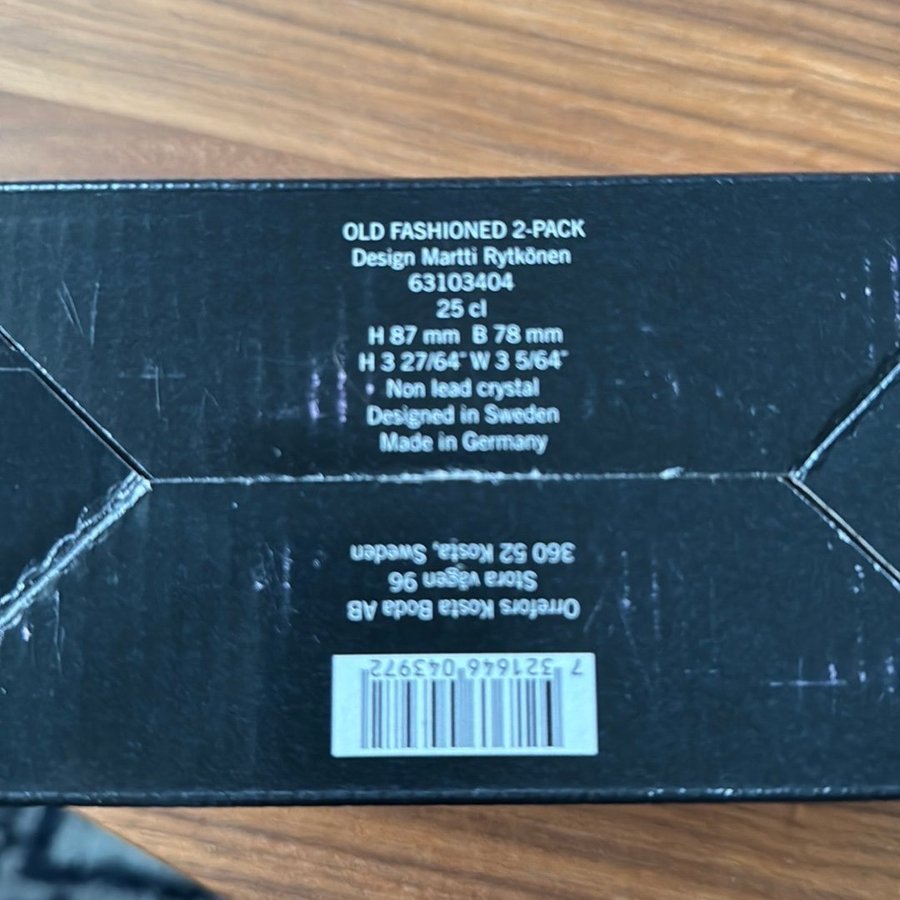 OLD FASHIONED 2-PACK
Design Martti Rytkönen
63103404
25 cl
H 87 mm B 78 mm
H 3 27/64" W 3 5/64"
Non lead crystal
Designed in Sweden
Made in Germany
Orrefors Kosta Boda AB
Stora vägen 96
360 52 Kosta, Sweden
7 321646 043972